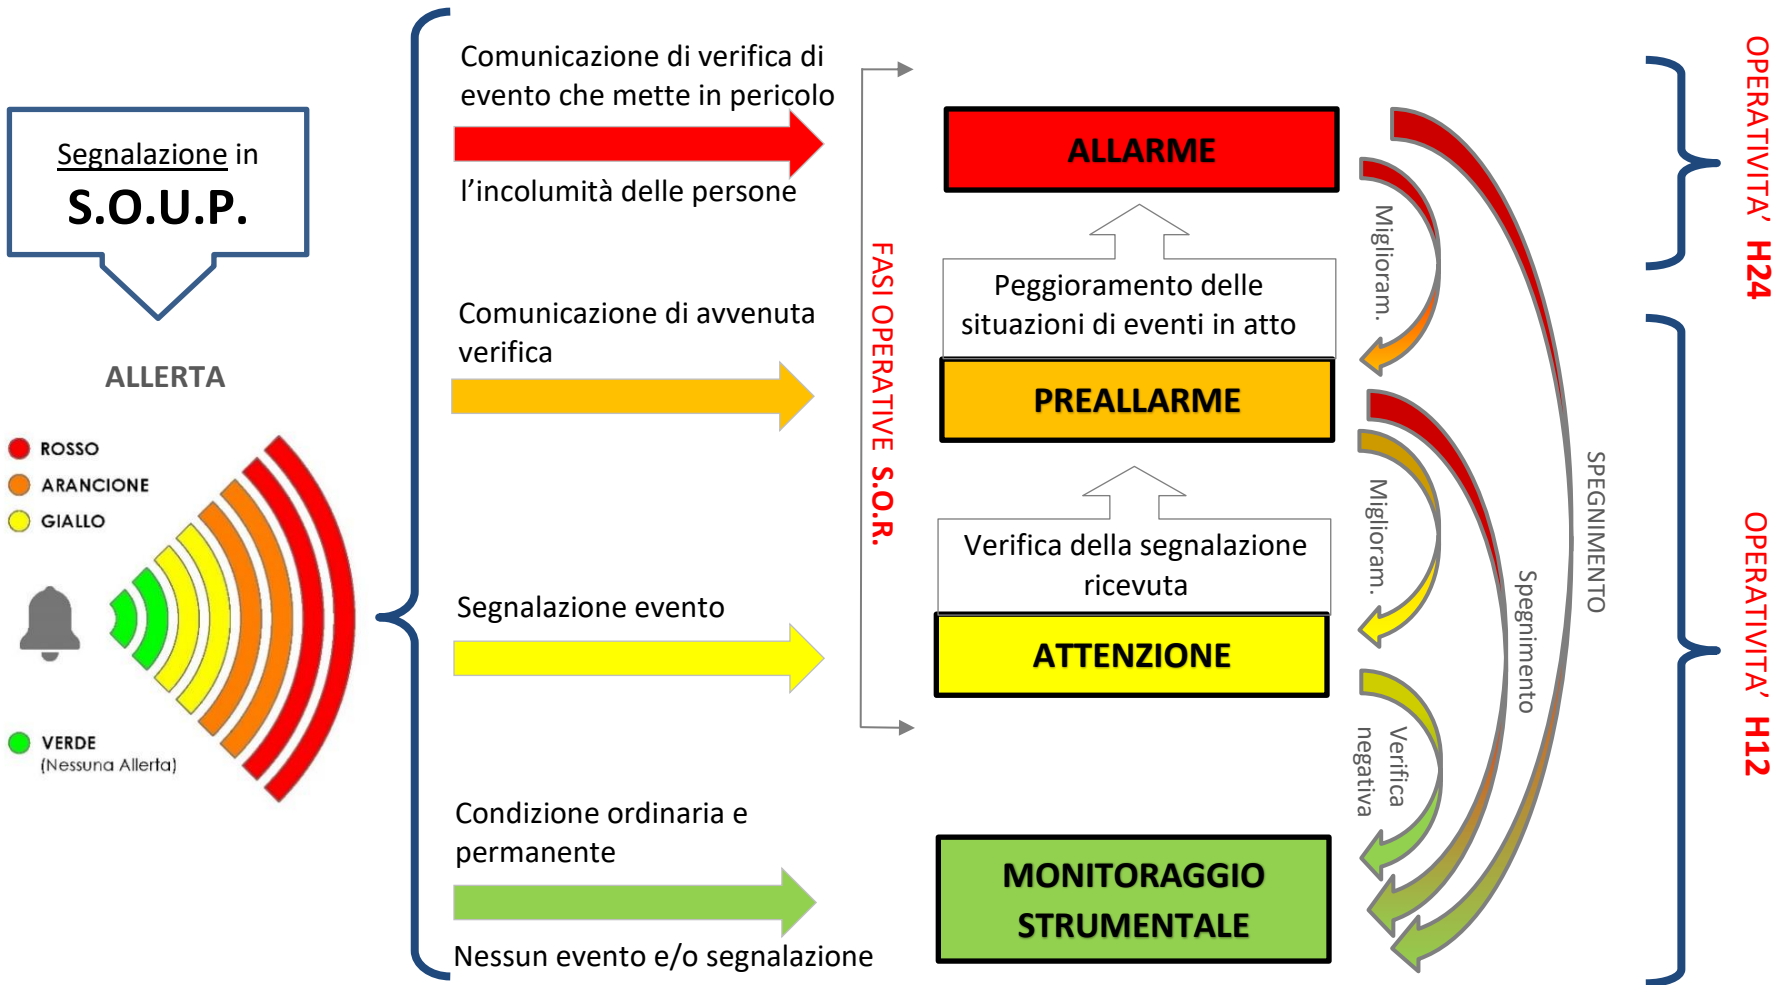 Segnalazione in
S.O.U.P.
ALLERTA
ROSSO
ARANCIONE
GIALLO
VERDE
(Nessuna Allerta)
Comunicazione di verifica di
evento che mette in pericolo
l’incolumità delle persone
Comunicazione di avvenuta
verifica
Segnalazione evento
Condizione ordinaria e
permanente
Nessun evento e/o segnalazione
FASI OPERATIVE S.O.R.
ALLARME
Peggioramento delle
situazioni di eventi in atto
PREALLARME
Verifica della segnalazione
ricevuta
ATTENZIONE
MONITORAGGIO
STRUMENTALE
Miglioram.
Miglioram.
Verifica
negativa
Spegnimento
SPEGNIMENTO
OPERATIVITA’ H24
OPERATIVITA’ H12